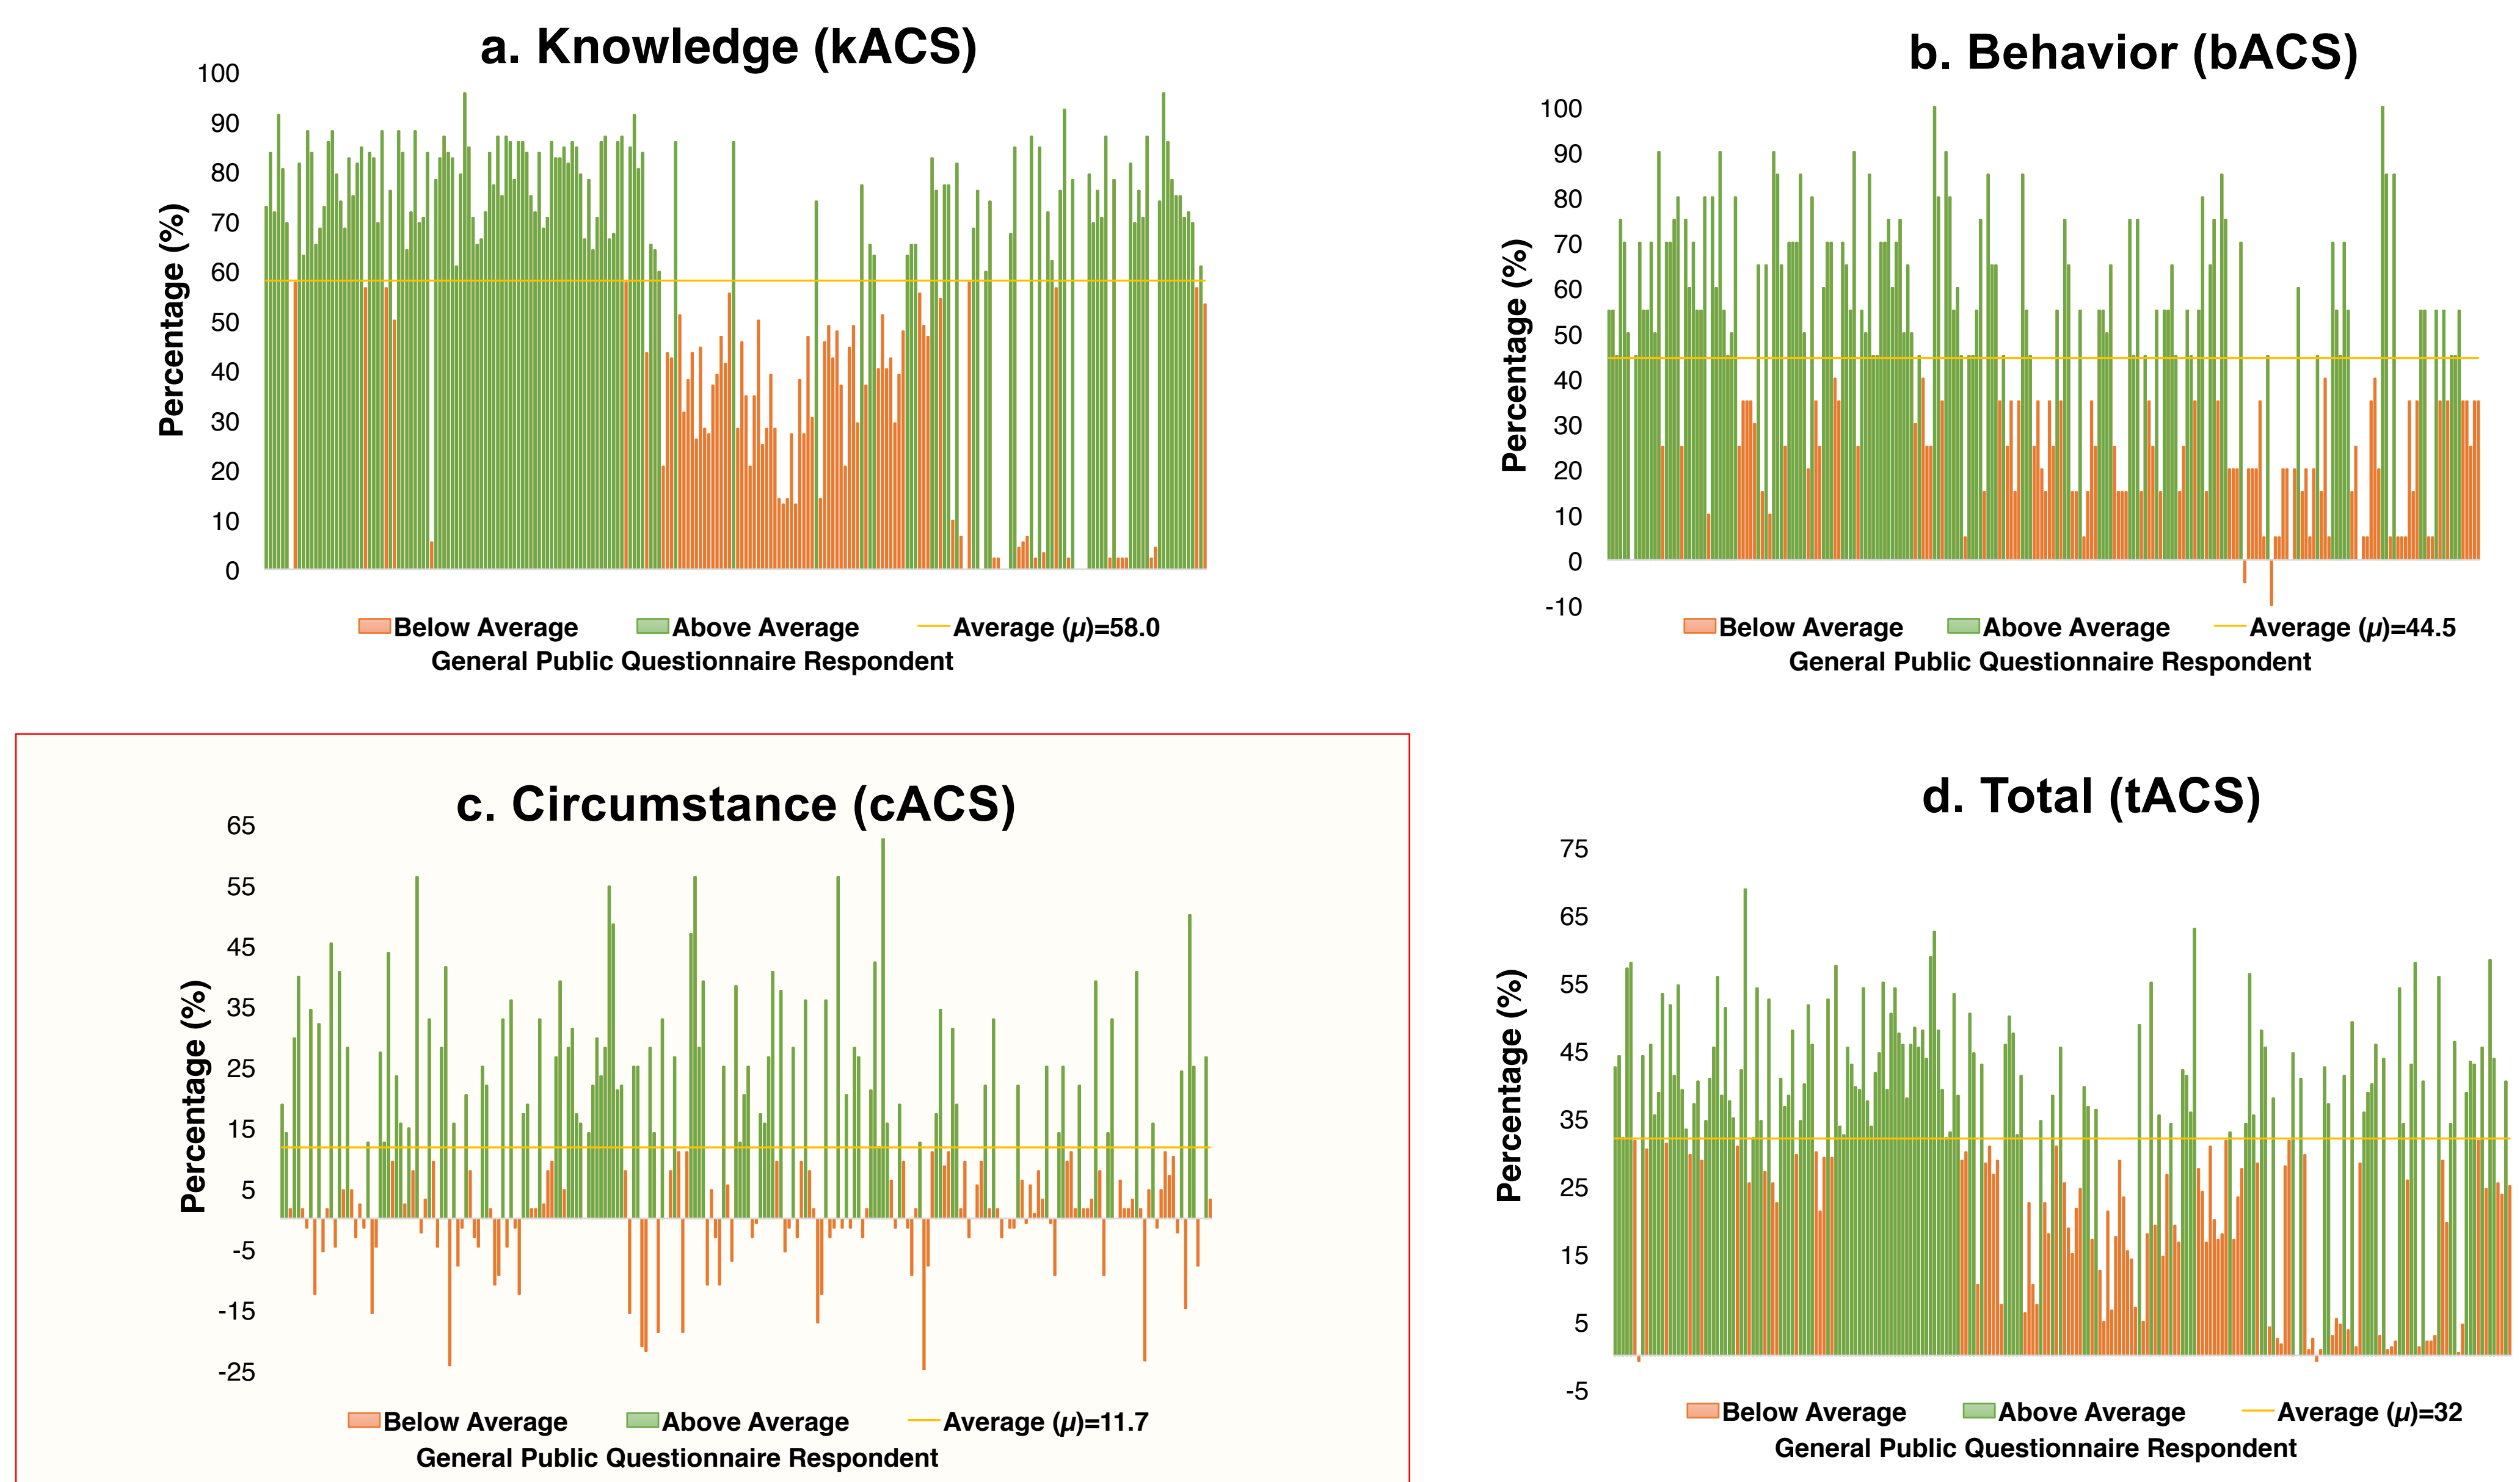 a. Knowledge (kACS)
100
90
80
70
60
50
40
30
20
10
0
Percentage (%)
Below Average
Above Average
Average (μ)=58.0
General Public Questionnaire Respondent
b. Behavior (bACS)
100
90
80
70
60
50
40
30
20
10
0
-10
Percentage (%)
Below Average
Above Average
Average (μ)=44.5
General Public Questionnaire Respondent
c. Circumstance (cACS)
65
55
45
35
25
15
5
-5
-15
-25
Percentage (%)
Below Average
Above Average
Average (μ)=11.7
General Public Questionnaire Respondent
d. Total (tACS)
75
65
55
45
35
25
15
5
-5
Percentage (%)
Below Average
Above Average
Average (μ)=32
General Public Questionnaire Respondent